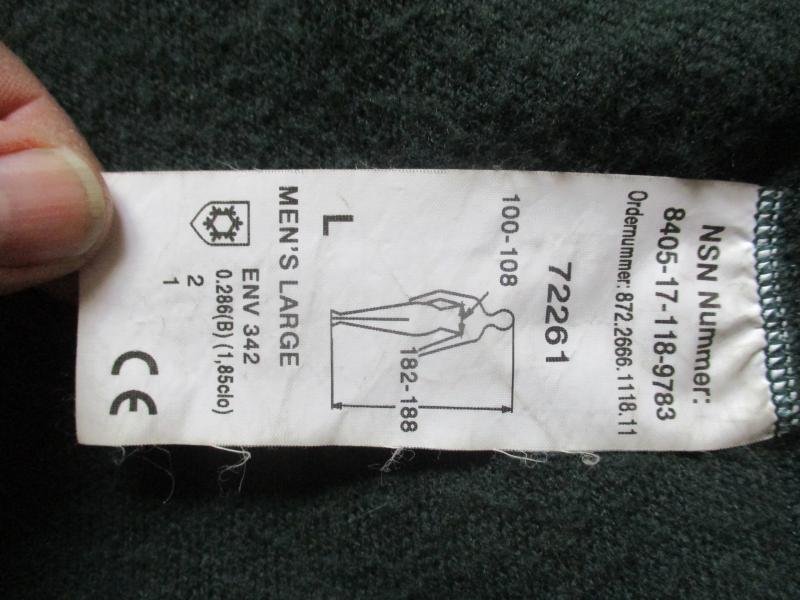 NSN Nummer:
8405-17-118-9783
Ordernummer: 872.2666.1118.11
72261
100-108
182-188
L
MEN'S LARGE
ENV 342
0.286(B) (1,85clo)
2
1
CE